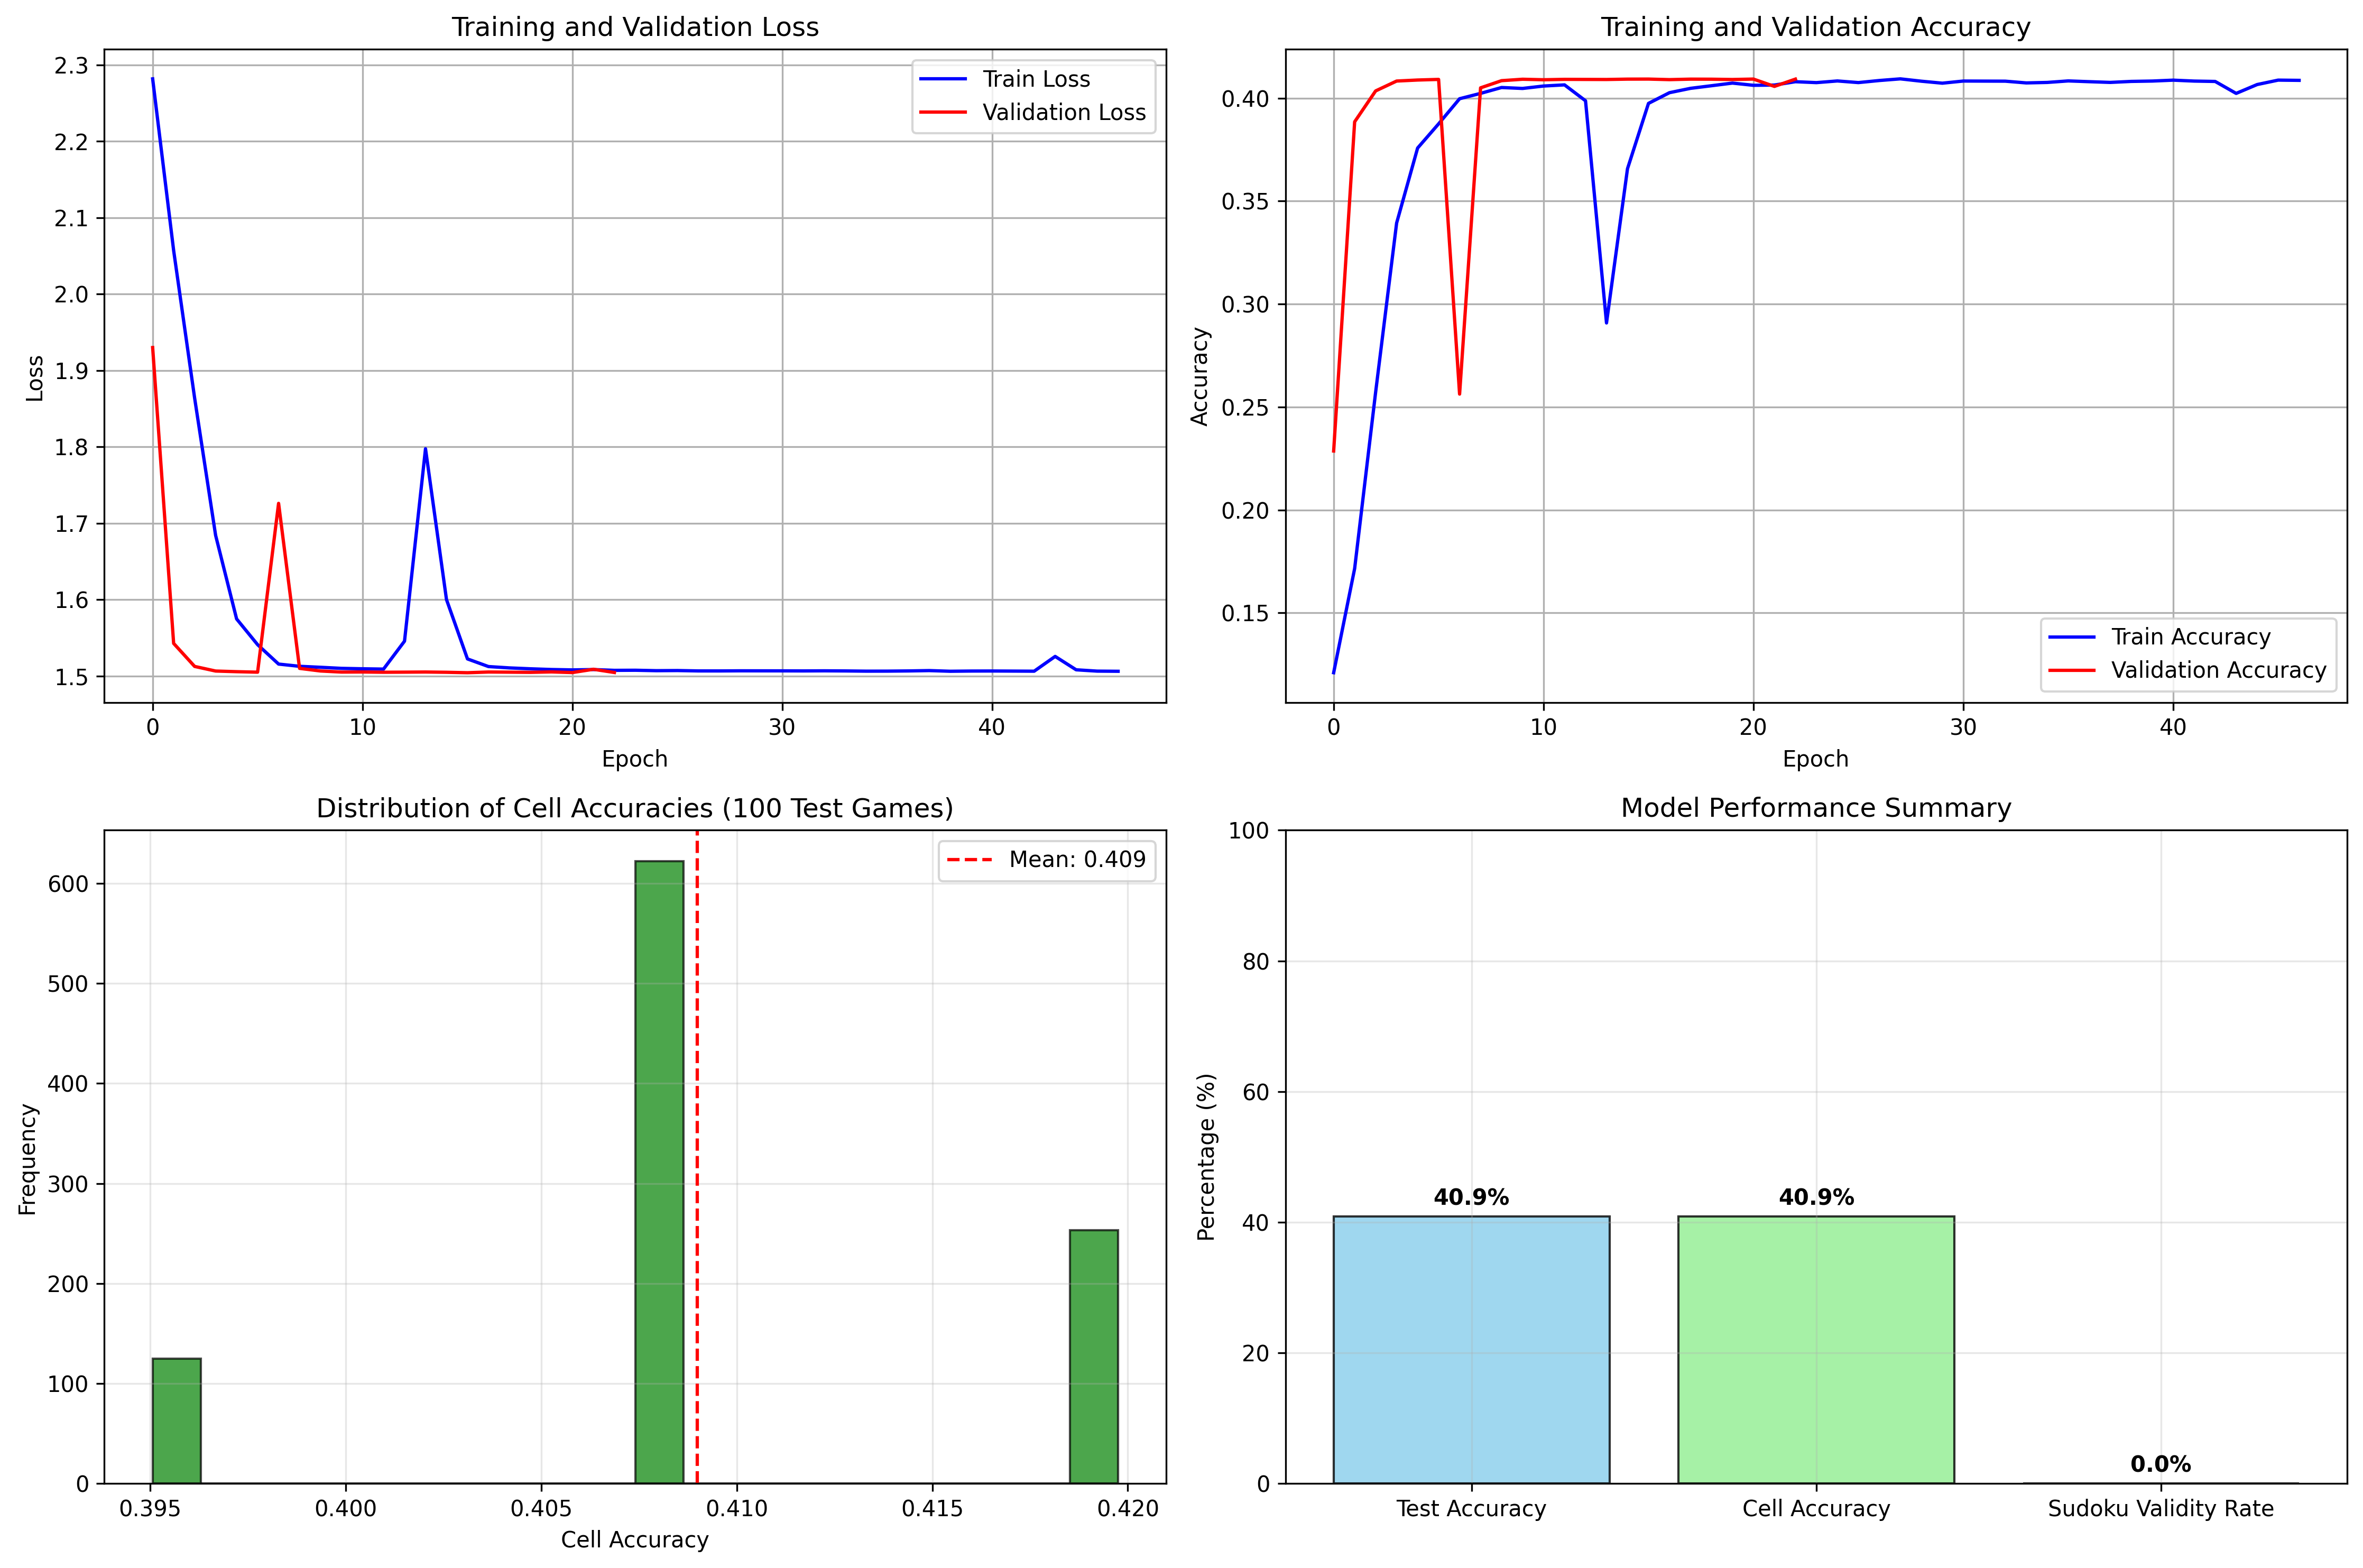 Training and Validation Loss
2.3
2.2
2.1
2.0
1.9
1.8
1.7
1.6
1.5
Loss
Train Loss
Validation Loss
0
10
20
30
40
Epoch
Training and Validation Accuracy
0.40
0.35
0.30
0.25
0.20
0.15
Accuracy
Train Accuracy
Validation Accuracy
0
10
20
30
40
Epoch
Distribution of Cell Accuracies (100 Test Games)
600
500
400
300
200
100
0
Frequency
Mean: 0.409
0.395
0.400
0.405
0.410
0.415
0.420
Cell Accuracy
Model Performance Summary
100
80
60
40
20
0
Percentage (%)
40.9%
40.9%
0.0%
Test Accuracy
Cell Accuracy
Sudoku Validity Rate